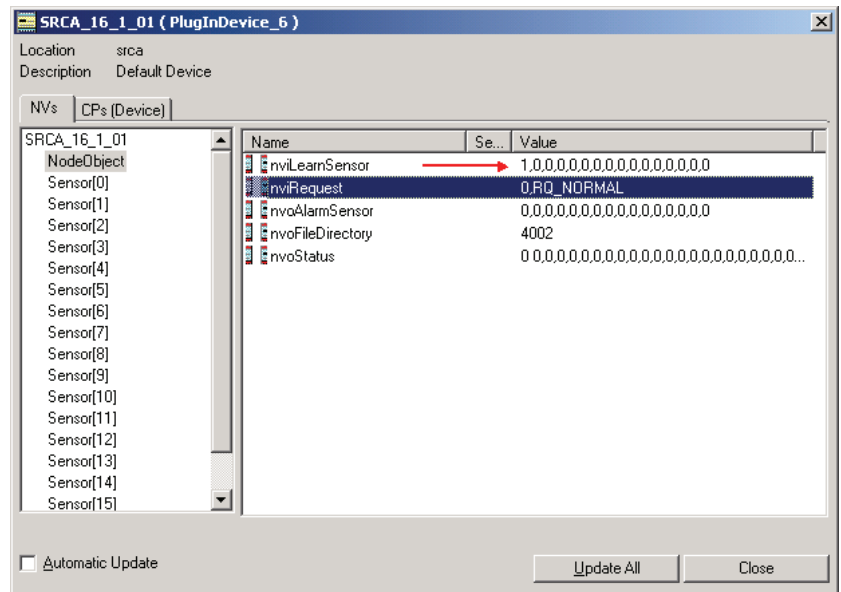 SRCA_16_1_01 ( PlugInDevice_6 )
Location srca
Description Default Device
NVs CPs (Device)
SRCA_16_1_01
NodeObject
Sensor[0]
Sensor[1]
Sensor[2]
Sensor[3]
Sensor[4]
Sensor[5]
Sensor[6]
Sensor[7]
Sensor[8]
Sensor[9]
Sensor[10]
Sensor[11]
Sensor[12]
Sensor[13]
Sensor[14]
Sensor[15]
Name Se... Value
nviLearnSensor 1,0,0,0,0,0,0,0,0,0,0,0,0,0,0,0
nviRequest 0,RQ_NORMAL
nvoAlarmSensor 0,0,0,0,0,0,0,0,0,0,0,0,0,0,0,0
nvoFileDirectory 4002
nvoStatus 0 0,0,0,0,0,0,0,0,0,0,0,0,0,0,0,0,0,0,0,0,0,0...
Automatic Update
Update All Close